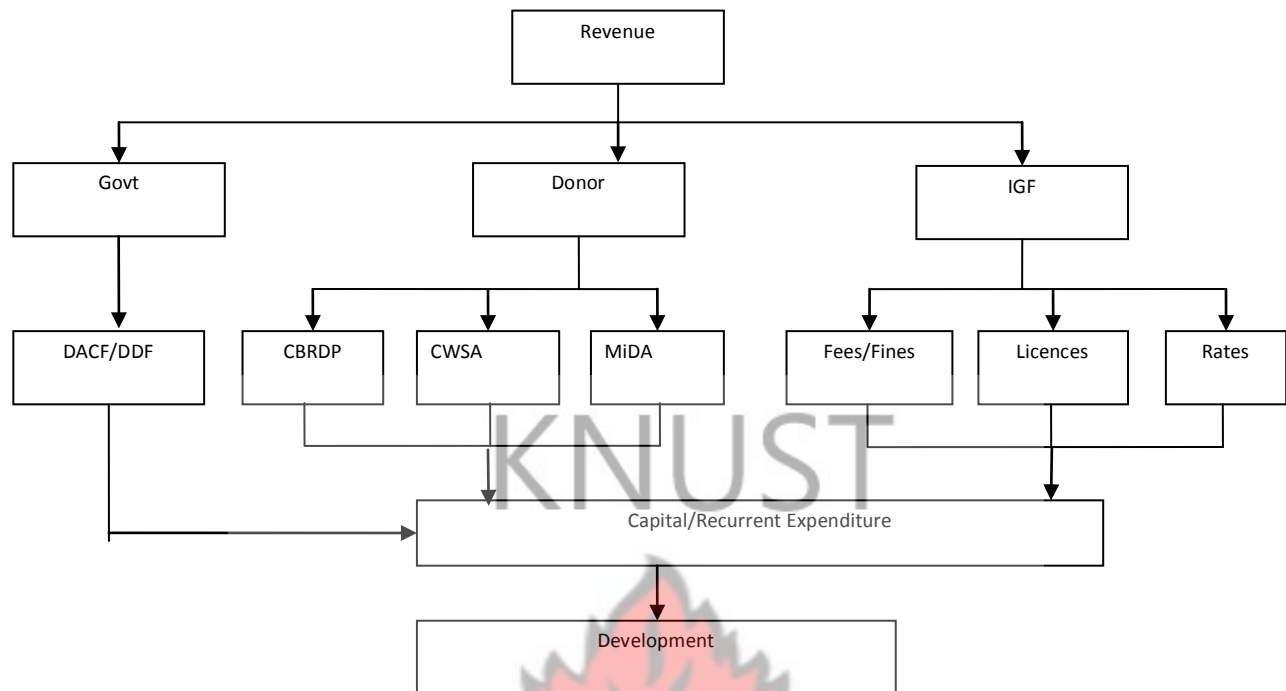 Revenue
Govt
Donor
IGF
DACF/DDF
CBRDP
CWSA
MiDA
Fees/Fines
Licences
Rates
KNUST
Capital/Recurrent Expenditure
Development